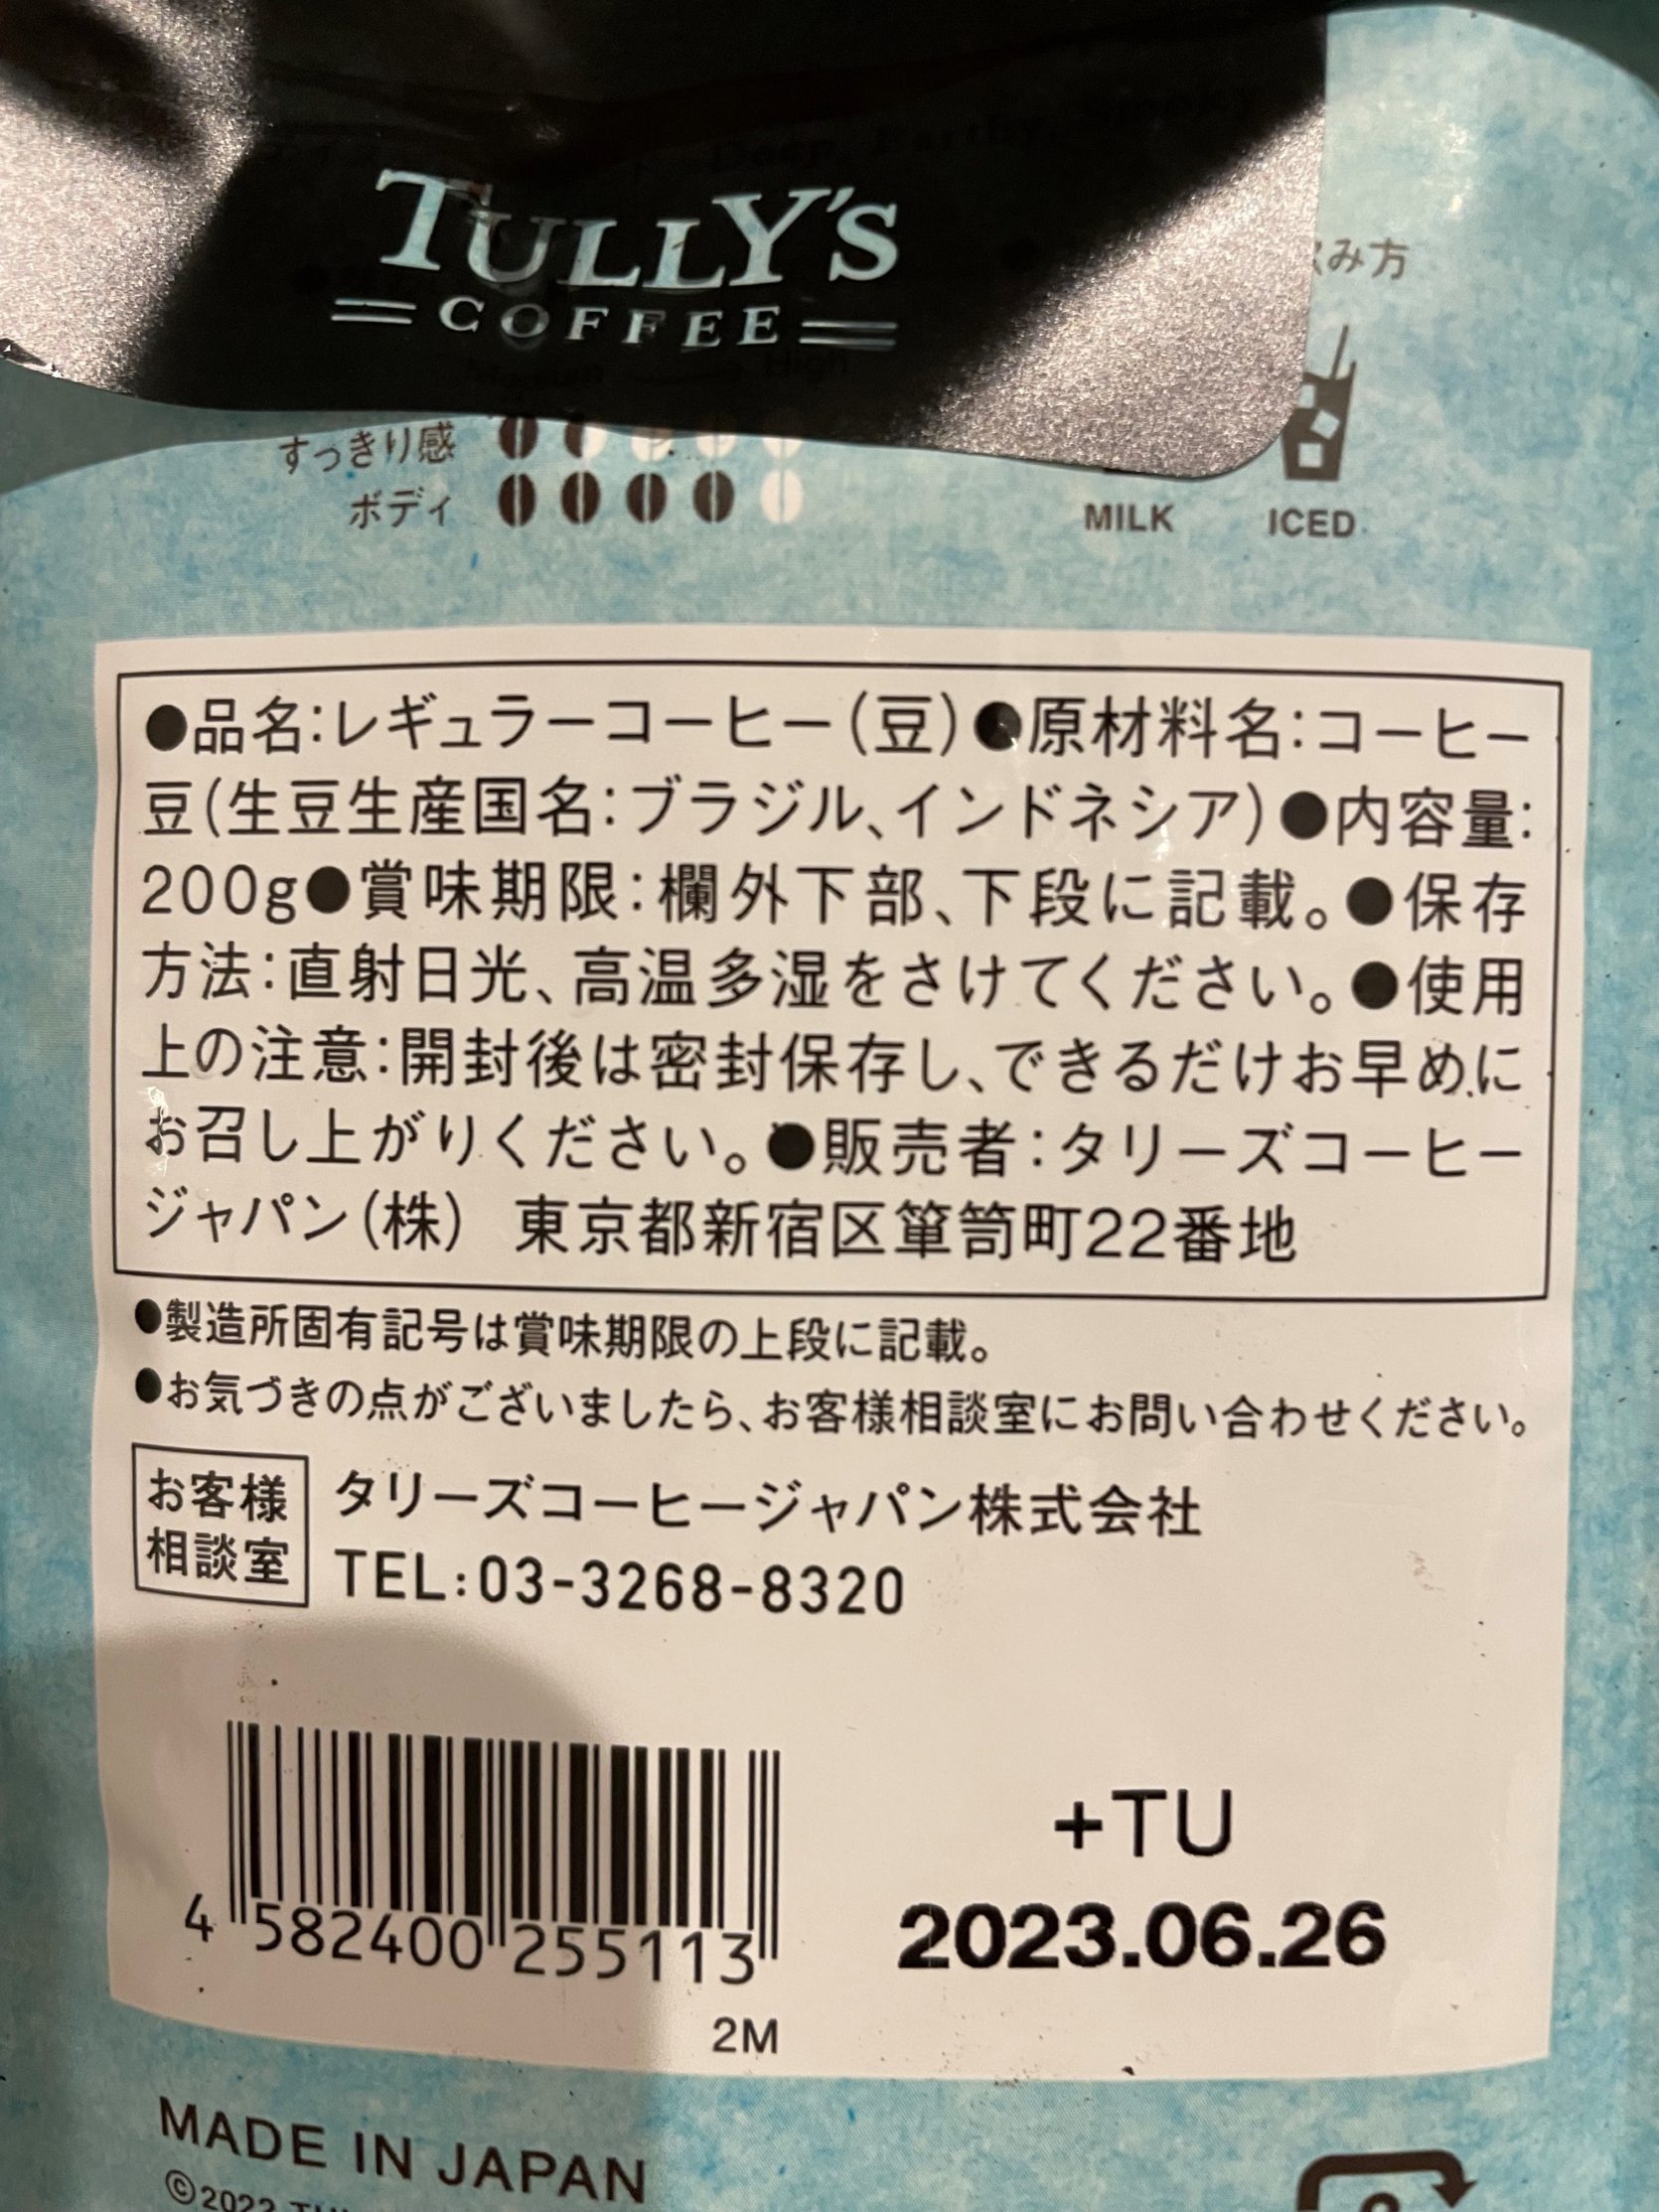 Deep, Earthy, Smoky
TULLY'S
COFFEE
み方
High
すっきり感
ボディ
MILK
ICED
●品名:レギュラーコーヒー(豆)●原材料名:コーヒー
豆(生豆生産国名:ブラジル、インドネシア)●内容量:
200g●賞味期限:欄外下部、下段に記載。●保存
方法:直射日光、高温多湿をさけてください。●使用
上の注意:開封後は密封保存し、できるだけお早めに
お召し上がりください。●販売者:タリーズコーヒー
ジャパン(株) 東京都新宿区箪笥町22番地
●製造所固有記号は賞味期限の上段に記載。
●お気づきの点がございましたら、お客様相談室にお問い合わせください。
お客様
相談室
タリーズコーヒージャパン株式会社
TEL:03-3268-8320
4 582400 255113
2M
+TU
2023.06.26
MADE IN JAPAN
©2022